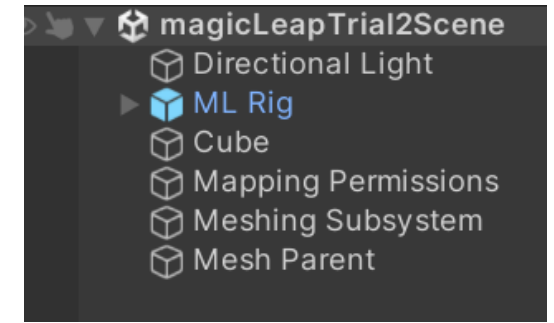 magicLeapTrial2Scene
Directional Light
ML Rig
Cube
Mapping Permissions
Meshing Subsystem
Mesh Parent